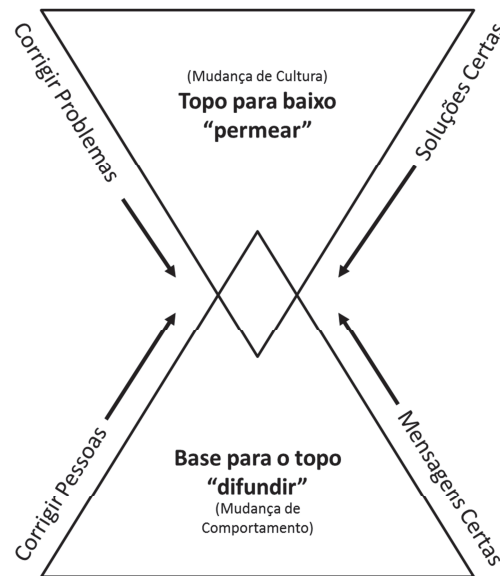 Corrigir Problemas
Soluções Certas
(Mudança de Cultura)
Topo para baixo
“permear”
Corrigir Pessoas
Mensagens Certas
Base para o topo
“difundir”
(Mudança de
Comportamento)